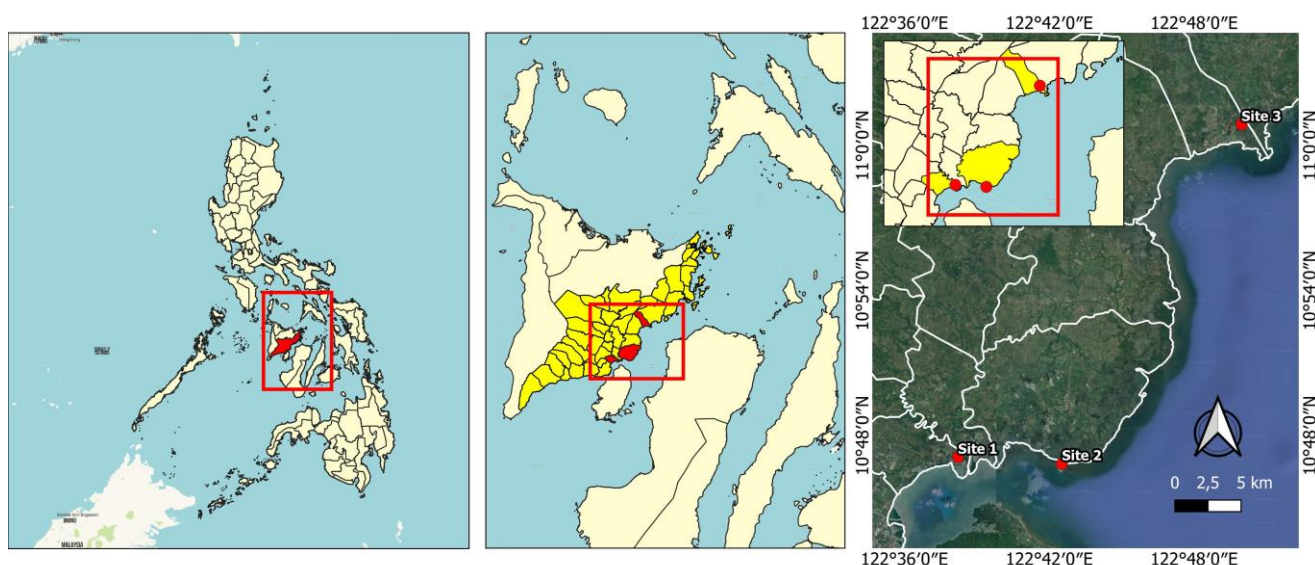 122°36′0″E 122°42′0″E 122°48′0″E
11°0′0″N
10°54′0″N
10°48′0″N
11°0′0″N
10°54′0″N
10°48′0″N
Site 3
Site 1
Site 2
0 2,5 5 km
122°36′0″E 122°42′0″E 122°48′0″E
BRUNEI
MALAYSIA